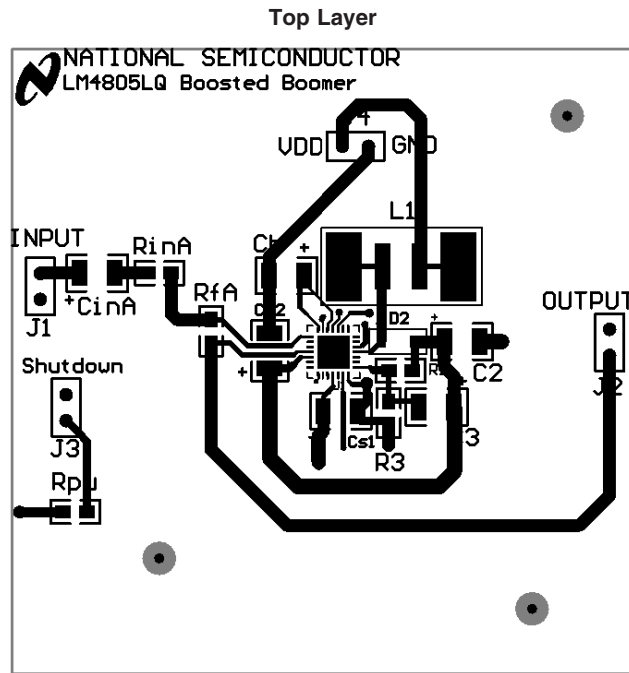 Top Layer
NATIONAL SEMICONDUCTOR
LM4805LQ Boosted Boomer
VDD
GND
L1
INPUT
RinA
+
+
CinA
J1
RfA
D2
+
OUTPUT
J2
C2
Shutdown
+
J3
Cs1
R3
Rpu